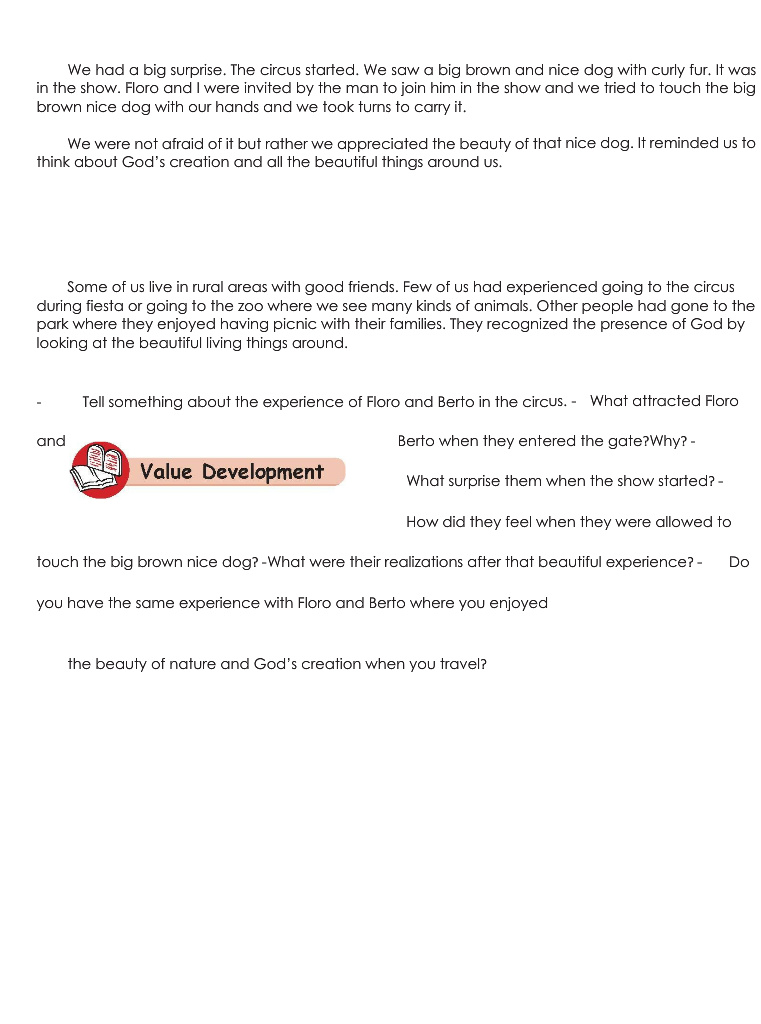 We had a big surprise. The circus started. We saw a big brown and nice dog with curly fur. It was
in the show. Floro and I were invited by the man to join him in the show and we tried to touch the big
brown nice dog with our hands and we took turns to carry it.
We were not afraid of it but rather we appreciated the beauty of that nice dog. It reminded us to
think about God's creation and all the beautiful things around us.
Some of us live in rural areas with good friends. Few of us had experienced going to the circus
during fiesta or going to the zoo where we see many kinds of animals. Other people had gone to the
park where they enjoyed having picnic with their families. They recognized the presence of God by
looking at the beautiful living things around.
- Tell something about the experience of Floro and Berto in the circus. - What attracted Floro
and Berto when they entered the gate?Why? -
Value Development
What surprise them when the show started? -
How did they feel when they were allowed to
touch the big brown nice dog? -What were their realizations after that beautiful experience? - Do
you have the same experience with Floro and Berto where you enjoyed
the beauty of nature and God's creation when you travel?